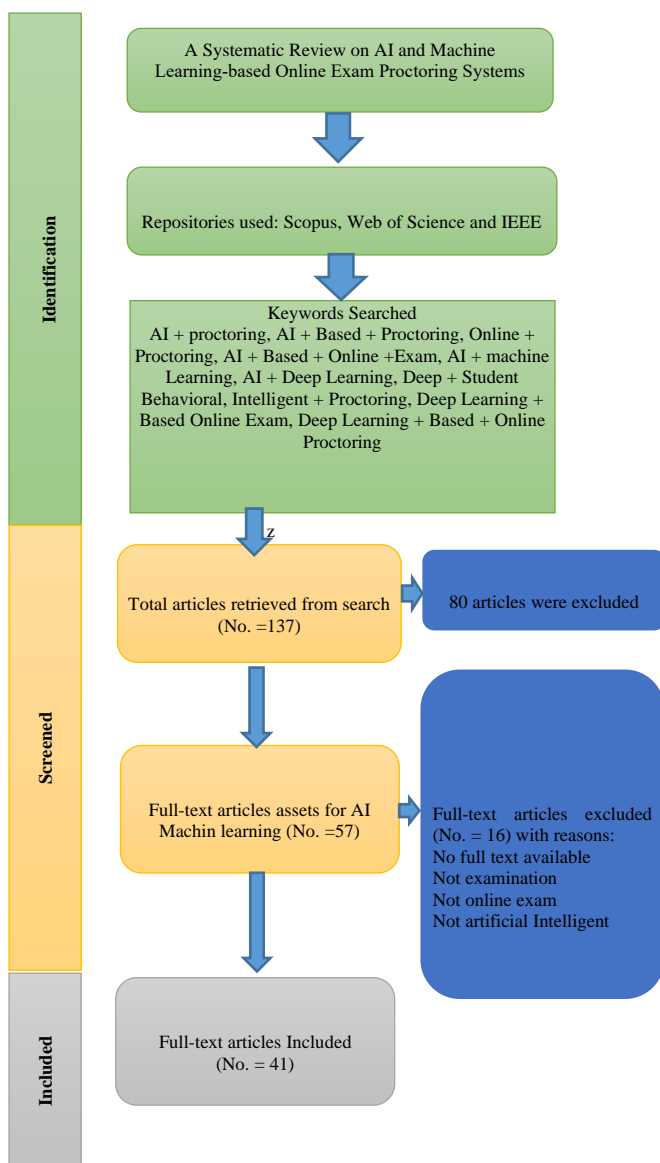 A Systematic Review on AI and Machine
Learning-based Online Exam Proctoring Systems
Identification
Repositories used: Scopus, Web of Science and IEEE
Keywords Searched
AI + proctoring, AI + Based + Proctoring, Online +
Proctoring, AI + Based + Online +Exam, AI + machine
Learning, AI + Deep Learning, Deep + Student
Behavioral, Intelligent + Proctoring, Deep Learning +
Based Online Exam, Deep Learning + Based + Online
Proctoring
z
Screened
Total articles retrieved from search
(No. =137)
80 articles were excluded
Full-text articles assets for AI
Machin learning (No. =57)
Full-text articles excluded
(No. = 16) with reasons:
No full text available
Not examination
Not online exam
Not artificial Intelligent
Included
Full-text articles Included
(No. = 41)